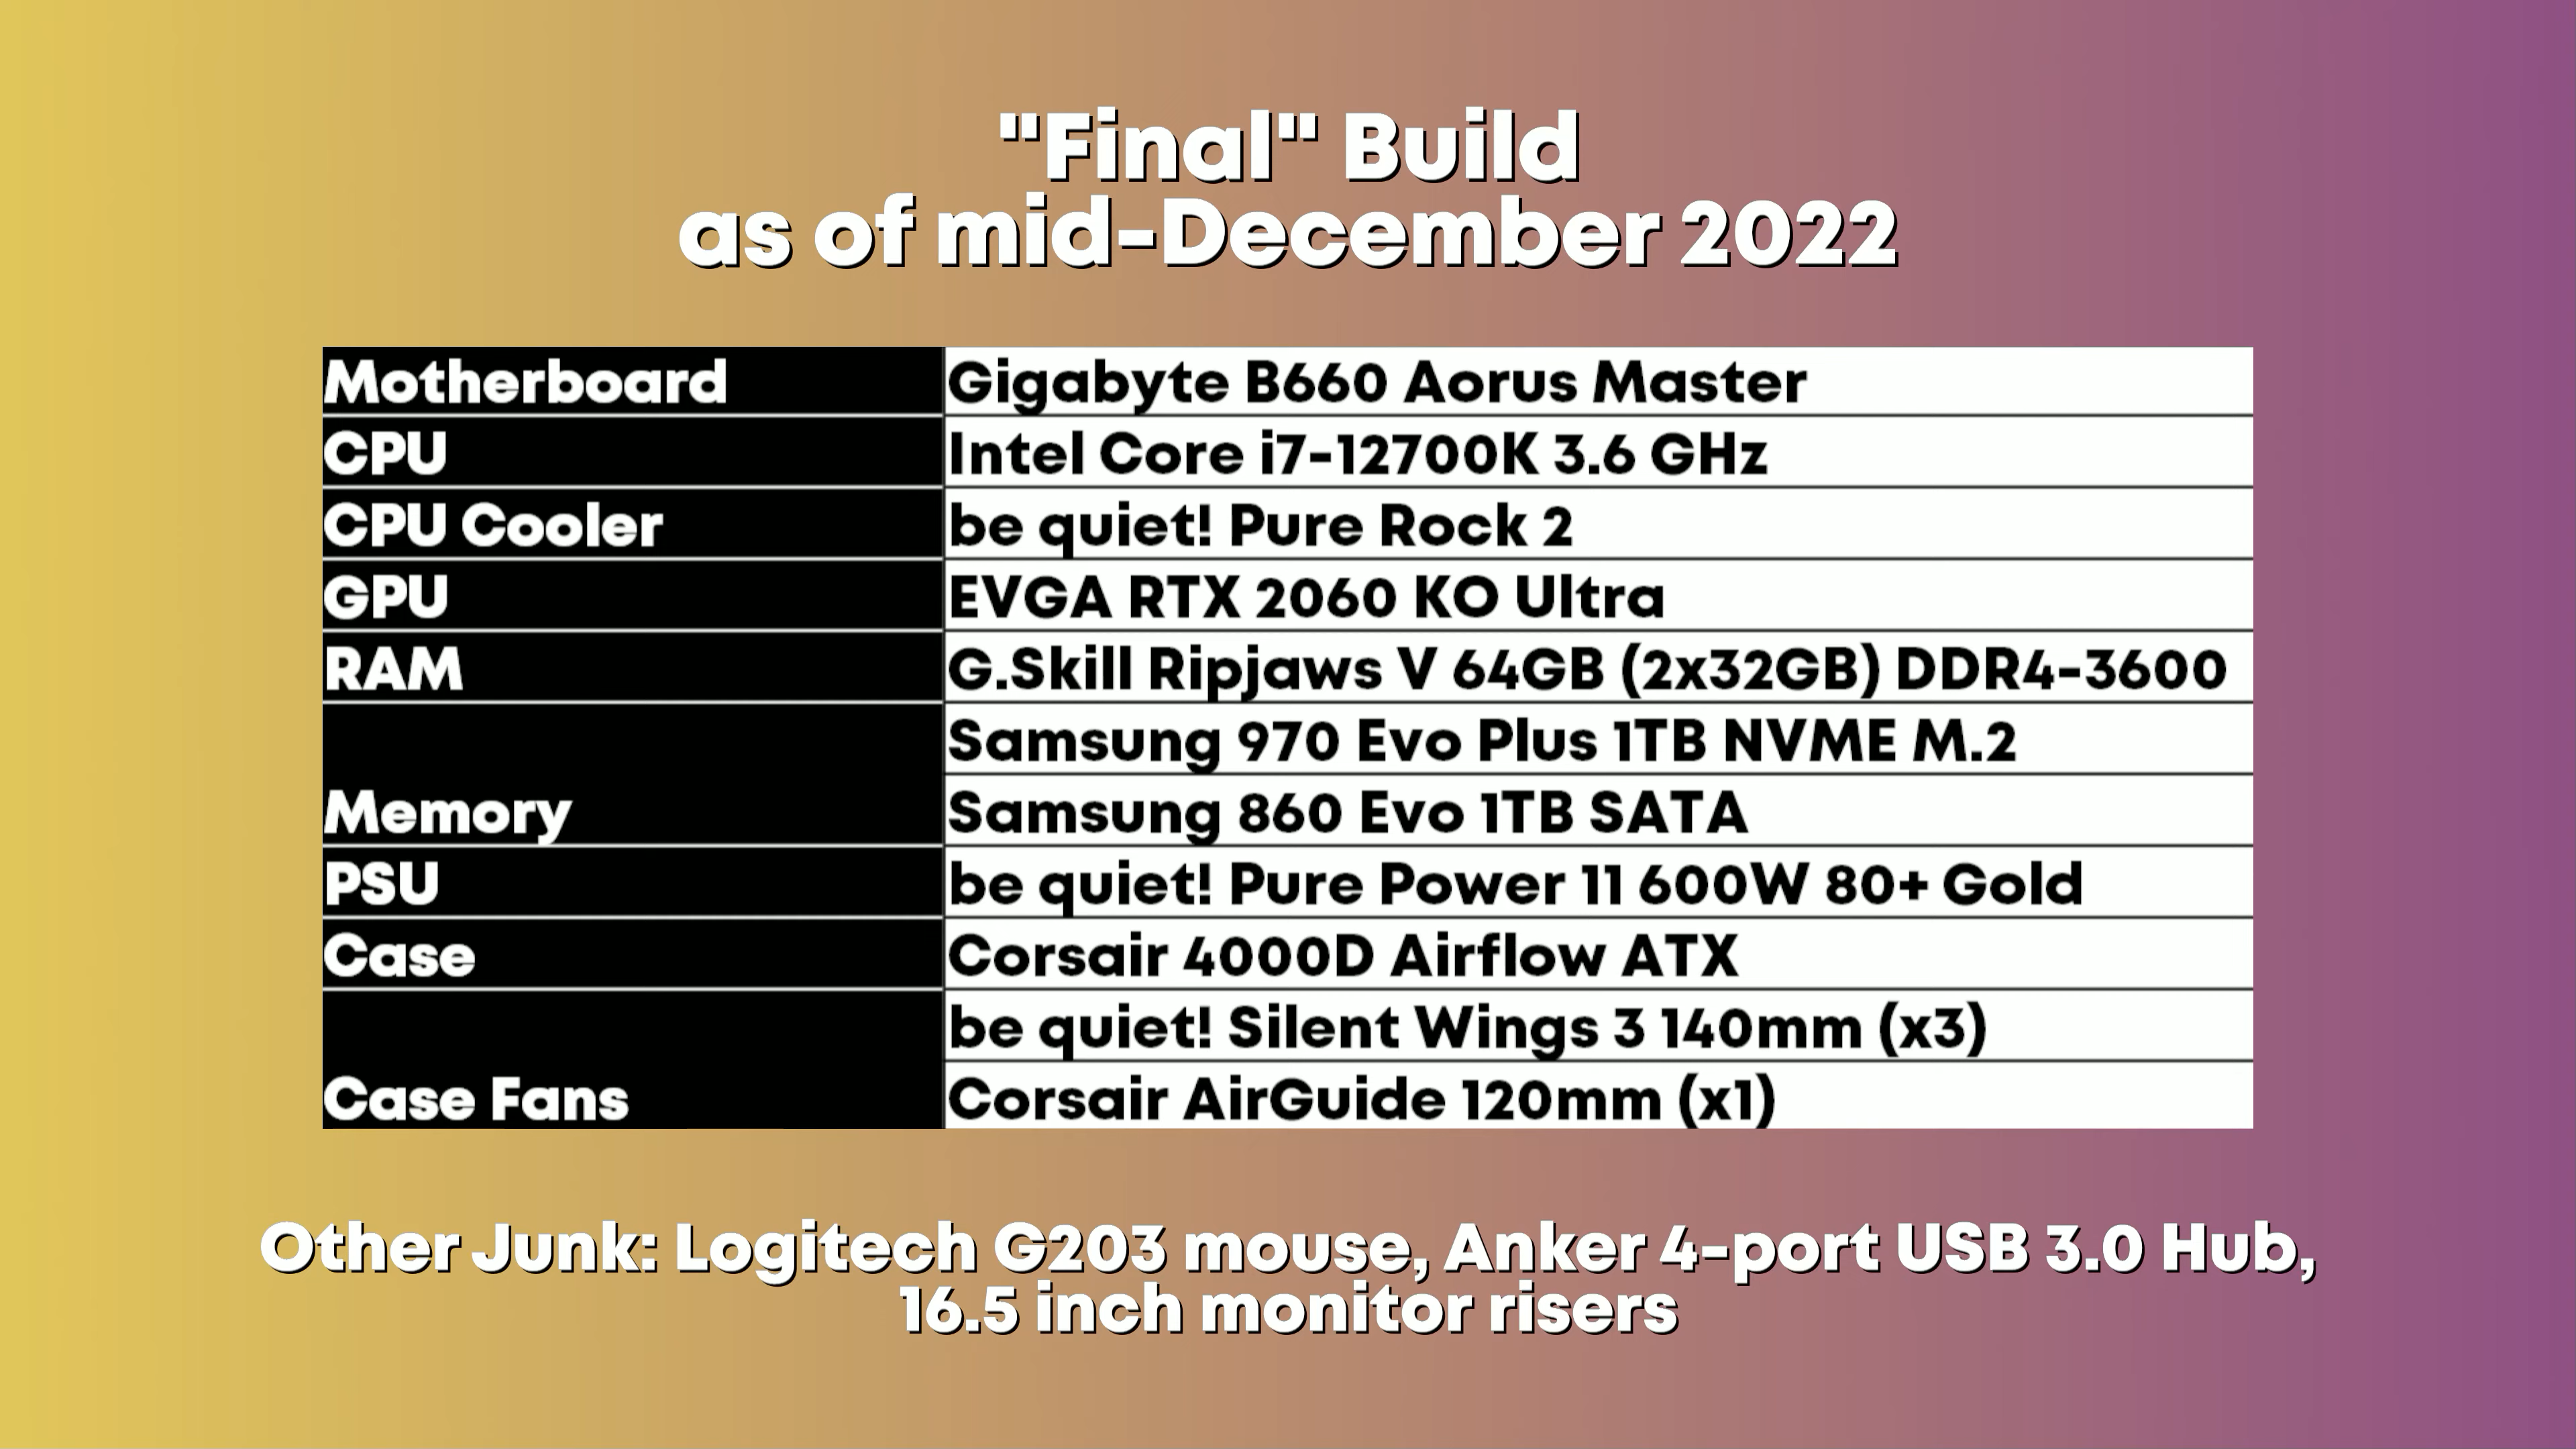 "Final" Build
as of mid-December 2022
Motherboard Gigabyte B660 Aorus Master
CPU Intel Core i7-12700K 3.6 GHz
CPU Cooler be quiet! Pure Rock 2
GPU EVGA RTX 2060 KO Ultra
RAM G.Skill Ripjaws V 64GB (2x32GB) DDR4-3600
Samsung 970 Evo Plus 1TB NVME M.2
Memory Samsung 860 Evo 1TB SATA
PSU be quiet! Pure Power 11 600W 80+ Gold
Case Corsair 4000D Airflow ATX
be quiet! Silent Wings 3 140mm (x3)
Case Fans Corsair AirGuide 120mm (x1)
Other Junk: Logitech G203 mouse, Anker 4-port USB 3.0 Hub,
16.5 inch monitor risers